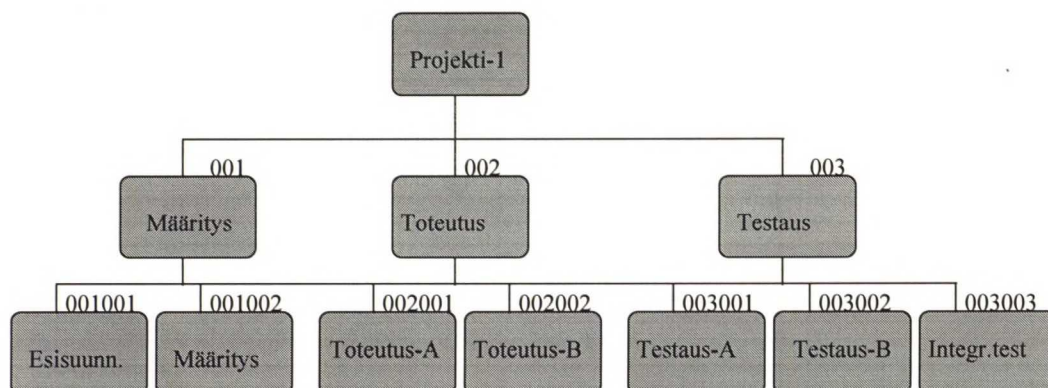 Projekti-1
001 002 003
Määritys Toteutus Testaus
001001 001002 002001 002002 003001 003002 003003
Esisuunn. Määritys Toteutus-A Toteutus-B Testaus-A Testaus-B Integr.test